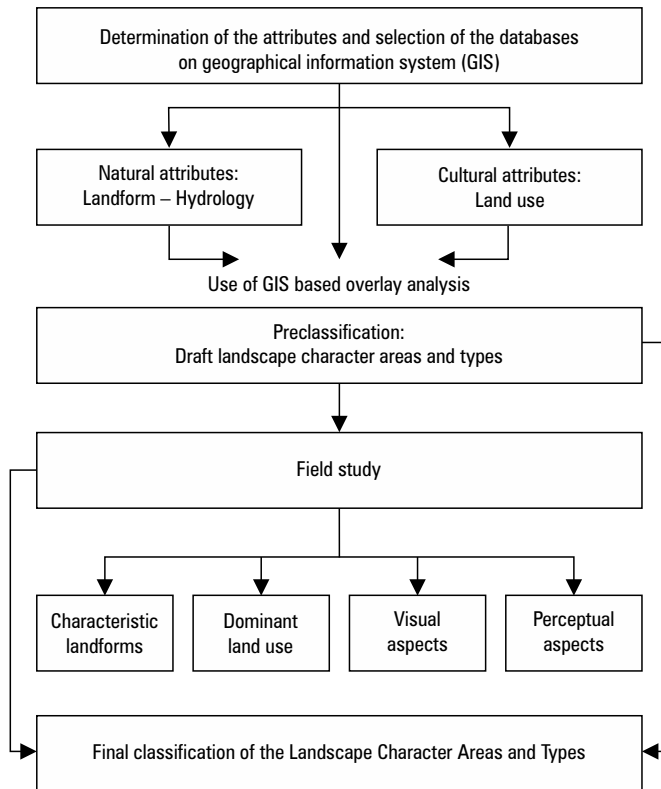 Determination of the attributes and selection of the databases
on geographical information system (GIS)
Natural attributes:
Landform – Hydrology
Cultural attributes:
Land use
Use of GIS based overlay analysis
Preclassification:
Draft landscape character areas and types
Field study
Characteristic
landforms
Dominant
land use
Visual
aspects
Perceptual
aspects
Final classification of the Landscape Character Areas and Types